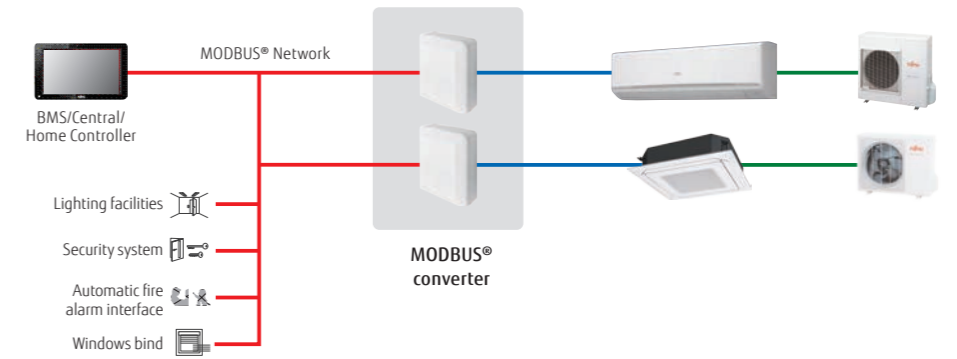 MODBUS® Network
BMS/Central/
Home Controller
Lighting facilities
Security system
Automatic fire
alarm interface
Windows bind
MODBUS®
converter